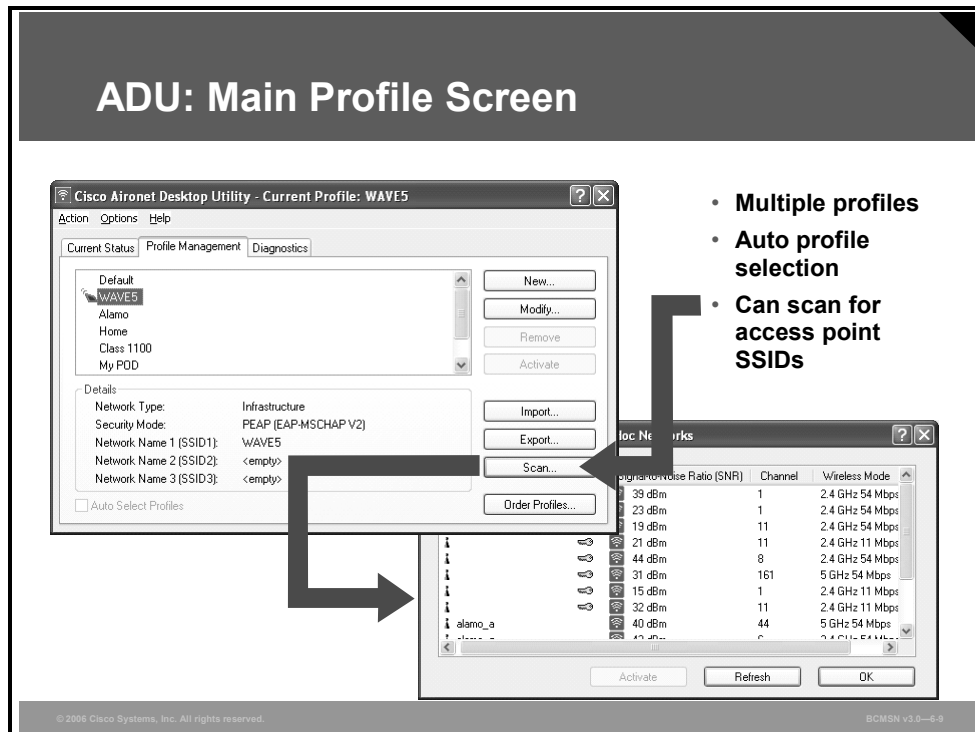 ADU: Main Profile Screen
Cisco Aironet Desktop Utility - Current Profile: WAVE5
Action Options Help
Current Status Profile Management Diagnostics
Default
WAVE5
Alamo
Home
Class 1100
My POD
New...
Modify...
Remove
Activate
Details
Network Type: Infrastructure
Security Mode: PEAP (EAP-MSCHAP V2)
Network Name 1 (SSID1): WAVE5
Network Name 2 (SSID2): <empty>
Network Name 3 (SSID3): <empty>
Auto Select Profiles
Import...
Export...
Scan...
Order Profiles...
• Multiple profiles
• Auto profile
selection
• Can scan for
access point
SSIDs
Ratio (SNR) Channel Wireless Mode
39 dBm 1 2.4 GHz 54 Mbps
23 dBm 1 2.4 GHz 54 Mbps
19 dBm 11 2.4 GHz 54 Mbps
21 dBm 11 2.4 GHz 11 Mbps
44 dBm 8 2.4 GHz 54 Mbps
31 dBm 161 5 GHz 54 Mbps
15 dBm 1 2.4 GHz 11 Mbps
32 dBm 11 2.4 GHz 11 Mbps
alamo_a 40 dBm 44 5 GHz 54 Mbps
Activate Refresh OK
© 2006 Cisco Systems, Inc. All rights reserved.
BCMSN v3.0—6-9